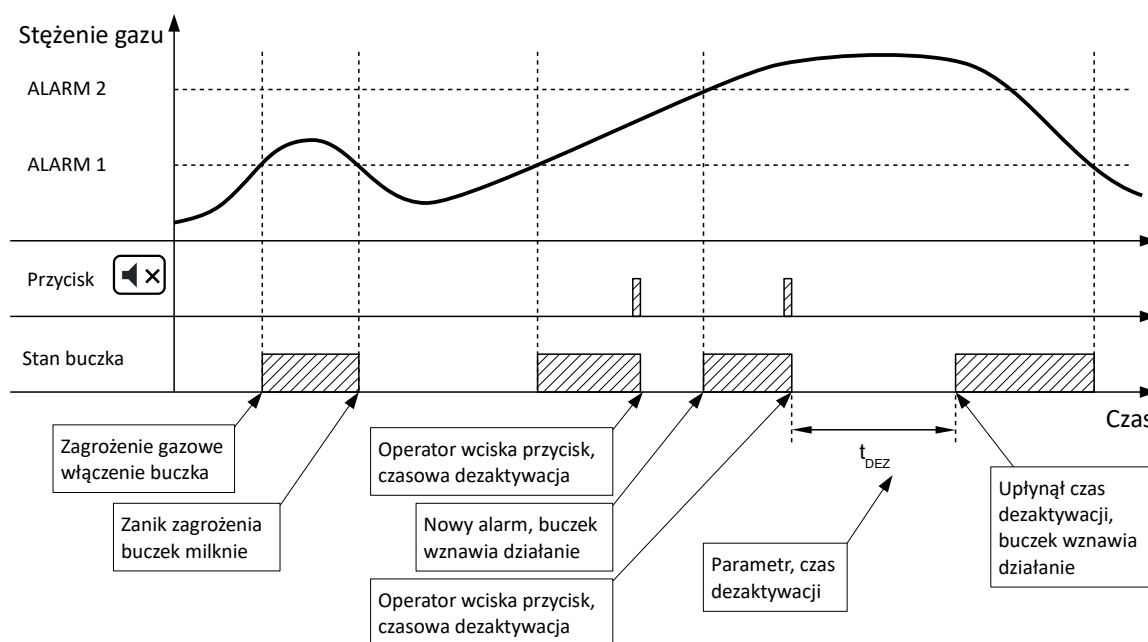 Stężenie gazu
ALARM 2
ALARM 1
Przycisk
Stan buczka
Czas
Zagrożenie gazowe
włączenie buczka
Zanik zagrożenia
buczek milknie
Operator wciska przycisk,
czasowa dezaktywacja
Nowy alarm, buczek
wznawia działanie
Operator wciska przycisk,
czasowa dezaktywacja
tDEZ
Parametr, czas
dezaktywacji
Upłynął czas
dezaktywacji,
buczek wznawia
działanie